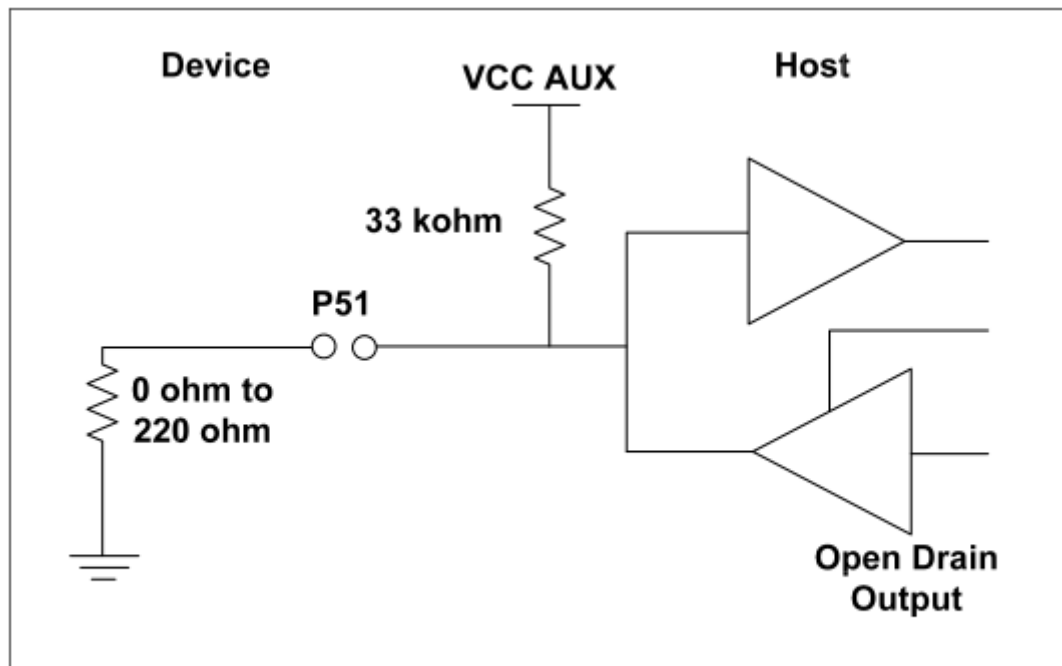 Device
VCC AUX
Host
33 kohm
P51
0 ohm to
220 ohm
Open Drain
Output